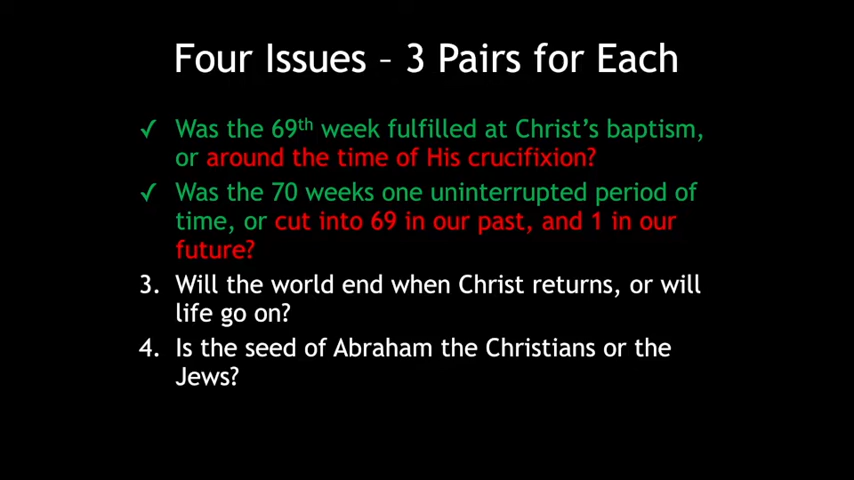 Four Issues – 3 Pairs for Each
✓ Was the 69th week fulfilled at Christ’s baptism,
or around the time of His crucifixion?
✓ Was the 70 weeks one uninterrupted period of
time, or cut into 69 in our past, and 1 in our
future?
3. Will the world end when Christ returns, or will
life go on?
4. Is the seed of Abraham the Christians or the
Jews?